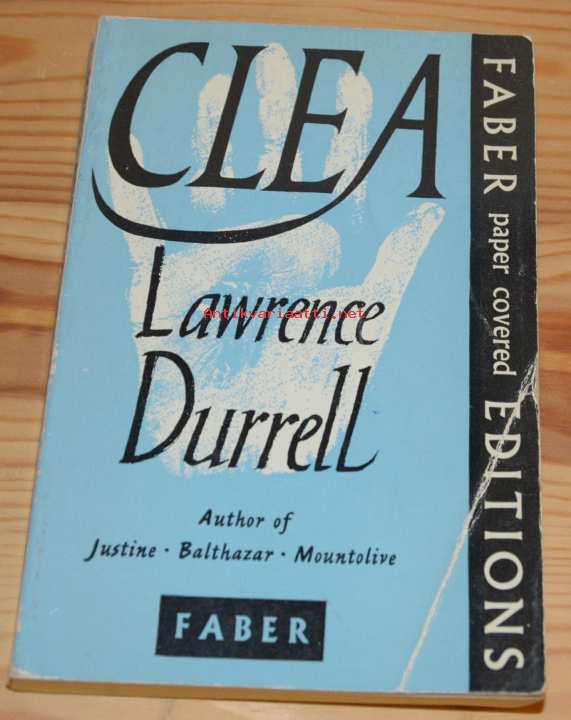 CLEA
Lawrence
Antikvariaatti.net
Durrell
Author of
Justine · Balthazar · Mountolive
FABER
FABER paper covered EDITIONS